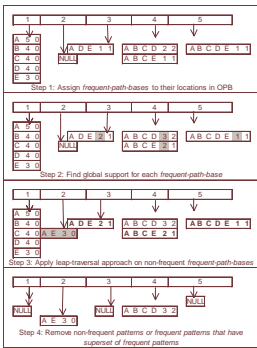 1 2 3 4 5
A 5 0
B 4 0 A D E 1 1 A B C D 2 2 A B C D E 1 1
C 4 0 NULL A B C E 1 1
D 4 0
E 3 0
Step 1: Assign frequent-path-bases to their locations in OPB
1 2 3 4 5
A 5 0
B 4 0 A D E 2 1 A B C D 3 2 A B C D E 1 1
C 4 0 NULL A B C E 2 1
D 4 0
E 3 0
Step 2: Find global support for each frequent-path-base
1 2 3 4 5
A 5 0
B 4 0 A D E 2 1 A B C D 3 2 A B C D E 1 1
C 4 0 A E 3 0 A B C E 2 1
D 4 0
E 3 0
Step 3: Apply leap-traversal approach on non-frequent frequent-path-bases
1 2 3 4 5
NULL
NULL NULL A B C D 3 2
A E 3 0
Step 4: Remove non-frequent patterns or frequent patterns that have
superset of frequent patterns